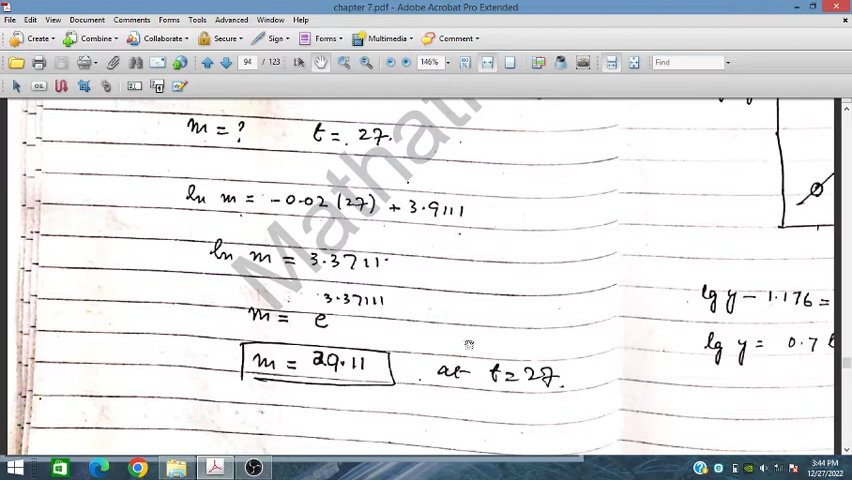 chapter 7.pdf - Adobe Acrobat Pro Extended
File Edit View Document Comments Forms Tools Advanced Window Help
Create Combine Collaborate Secure Sign Forms Multimedia Comment
94 / 123 146% Find
m = ? t = 27.
ln m = -0.02 (27) + 3.9111
ln m = 3.3711.
m = e^3.37111
m = 29.11 at t = 27.
lg y - 1.176 =
lg y = 0.7
3:44 PM
12/27/2022